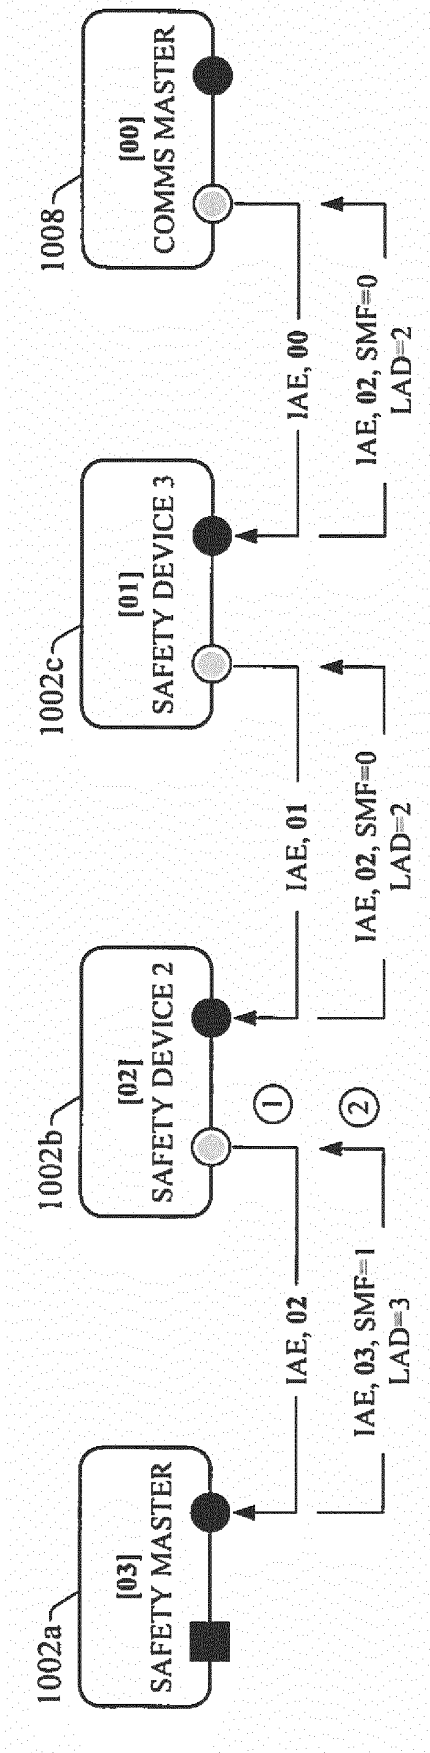 1002a
[03]
SAFETY MASTER
1002b
[02]
SAFETY DEVICE 2
1002c
[01]
SAFETY DEVICE 3
1008
[00]
COMMS MASTER
IAE, 02
1
IAE, 01
IAE, 00
IAE, 03, SMF=1
LAD=3
2
IAE, 02, SMF=0
LAD=2
IAE, 02, SMF=0
LAD=2